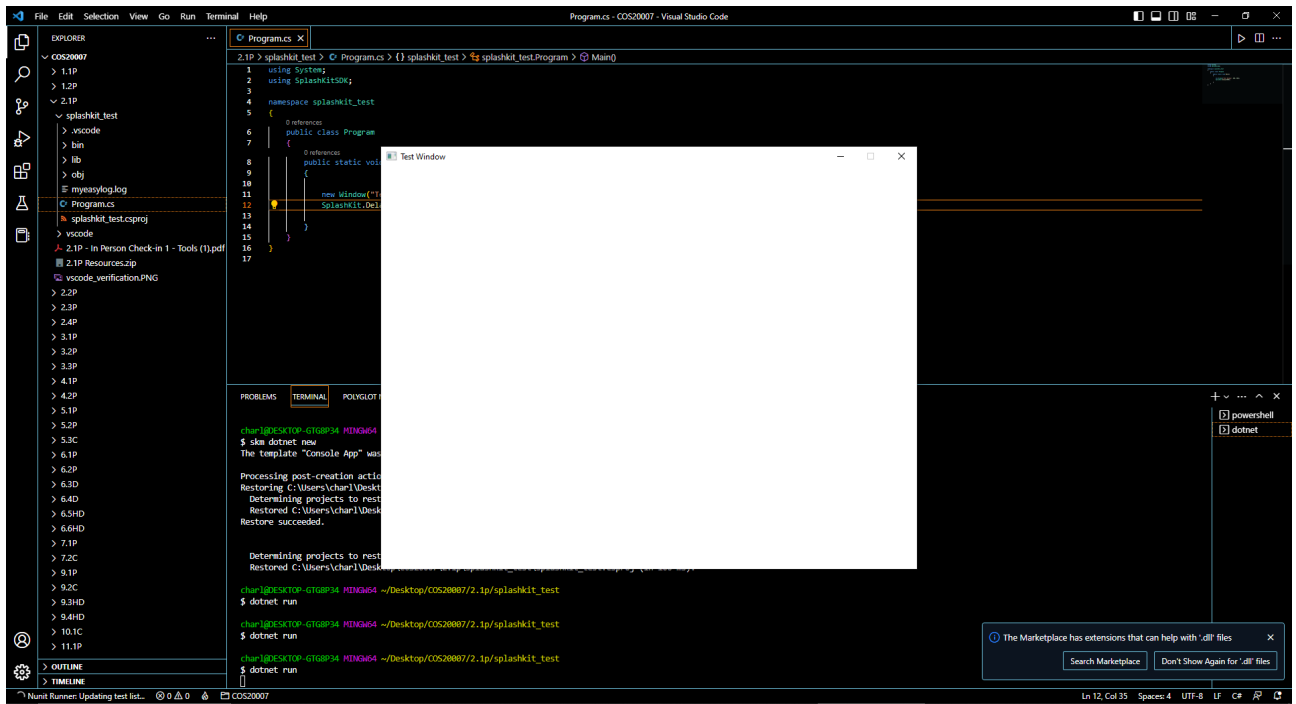 File Edit Selection View Go Run Terminal Help
Program.cs - COS20007 - Visual Studio Code
EXPLORER
COS20007
1.1P
1.2P
2.1P
splashkit_test
.vscode
bin
lib
obj
myeasylog.log
Program.cs
splashkit_test.csproj
vscode
2.1P - In Person Check-in 1 - Tools (1).pdf
2.1P Resources.zip
vscode_verification.PNG
2.2P
2.3P
2.4P
3.1P
3.2P
3.3P
4.1P
4.2P
5.1P
5.2P
5.3C
6.1P
6.2P
6.3D
6.4D
6.5HD
6.6HD
7.1P
7.2C
9.1P
9.2C
9.3HD
9.4HD
10.1C
11.1P
OUTLINE
TIMELINE
Program.cs
2.1P > splashkit_test > Program.cs > {} splashkit_test > splashkit_test.Program > Main()
1 using System;
2 using SplashKitSDK;
3
4 namespace splashkit_test
5 {
0 references
6 public class Program
7 {
0 references
8 public static voi
9 {
10
11 new Window("T
12 SplashKit.Del
13
14 }
15 }
16 }
17
Test Window
PROBLEMS TERMINAL POLYGLOT
charl@DESKTOP-GTG8P34 MINGW64
$ skm dotnet new
The template "Console App" was
Processing post-creation actio
Restoring C:\Users\charl\Deskt
Determining projects to rest
Restored C:\Users\charl\Desk
Restore succeeded.
Determining projects to rest
Restored C:\Users\charl\Desk
charl@DESKTOP-GTG8P34 MINGW64 ~/Desktop/COS20007/2.1p/splashkit_test
$ dotnet run
charl@DESKTOP-GTG8P34 MINGW64 ~/Desktop/COS20007/2.1p/splashkit_test
$ dotnet run
charl@DESKTOP-GTG8P34 MINGW64 ~/Desktop/COS20007/2.1p/splashkit_test
$ dotnet run
powershell
dotnet
The Marketplace has extensions that can help with '.dll' files
Search Marketplace
Don't Show Again for '.dll' files
Nunit Runner: Updating test list... 0 0 COS20007
Ln 12, Col 35 Spaces: 4 UTF-8 LF C#